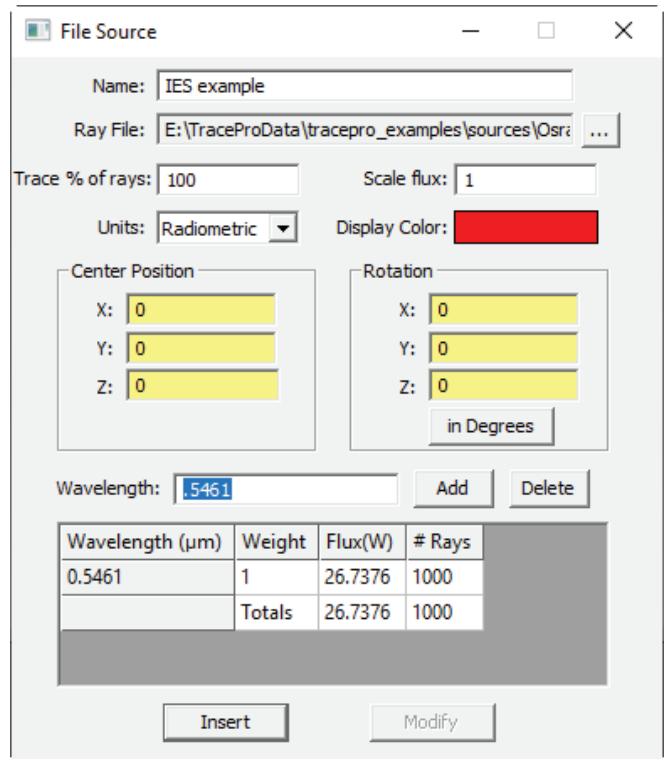 File Source
Name: IES example
Ray File: E:\TraceProData\tracepro_examples\sources\Osra ...
Trace % of rays: 100 Scale flux: 1
Units: Radiometric Display Color:
Center Position Rotation
X: 0 X: 0
Y: 0 Y: 0
Z: 0 Z: 0
in Degrees
Wavelength: .5461 Add Delete
Wavelength (µm) Weight Flux(W) # Rays
0.5461 1 26.7376 1000
Totals 26.7376 1000
Insert Modify